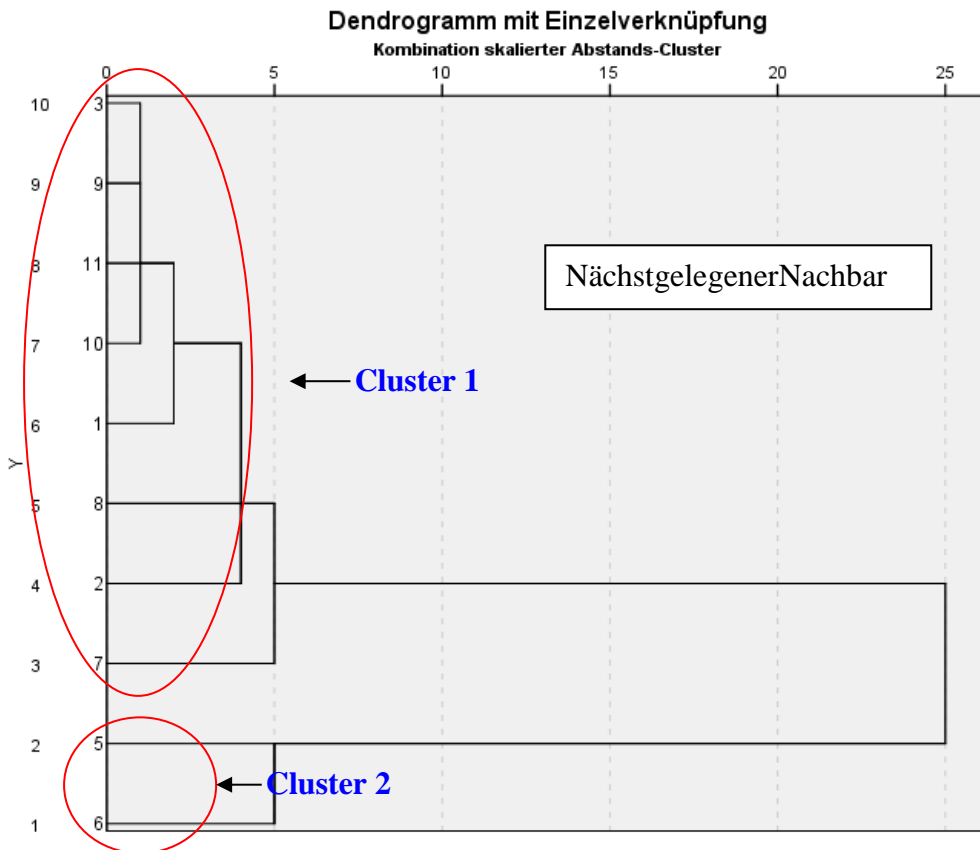 Dendrogramm mit Einzelverknüpfung
Kombination skalierter Abstands-Cluster
0 5 10 15 20 25
10 3
9 9
8 11
NächstgelegenerNachbar
7 10
Cluster 1
6 1
Y
5 8
4 2
3 7
2 5
Cluster 2
1 6